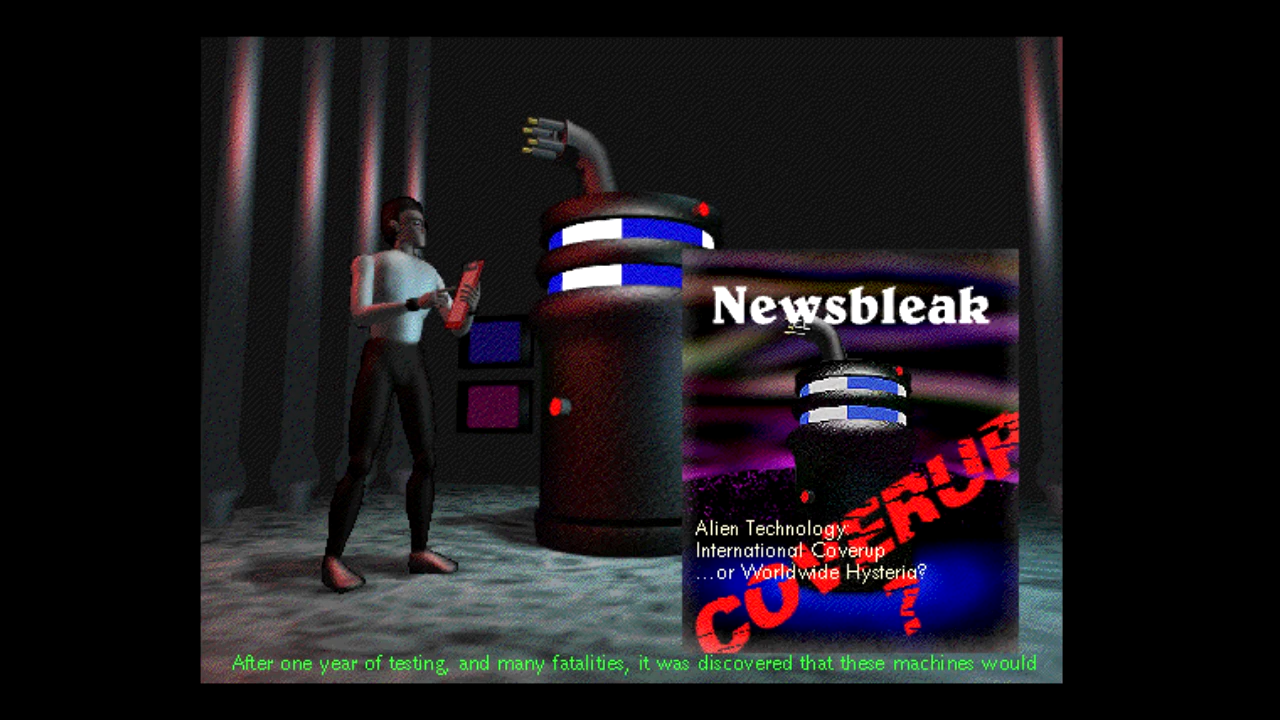 Newsbleak
COVERUP
Alien Technology:
International Coverup
...or Worldwide Hysteria?
After one year of testing, and many fatalities, it was discovered that these machines would